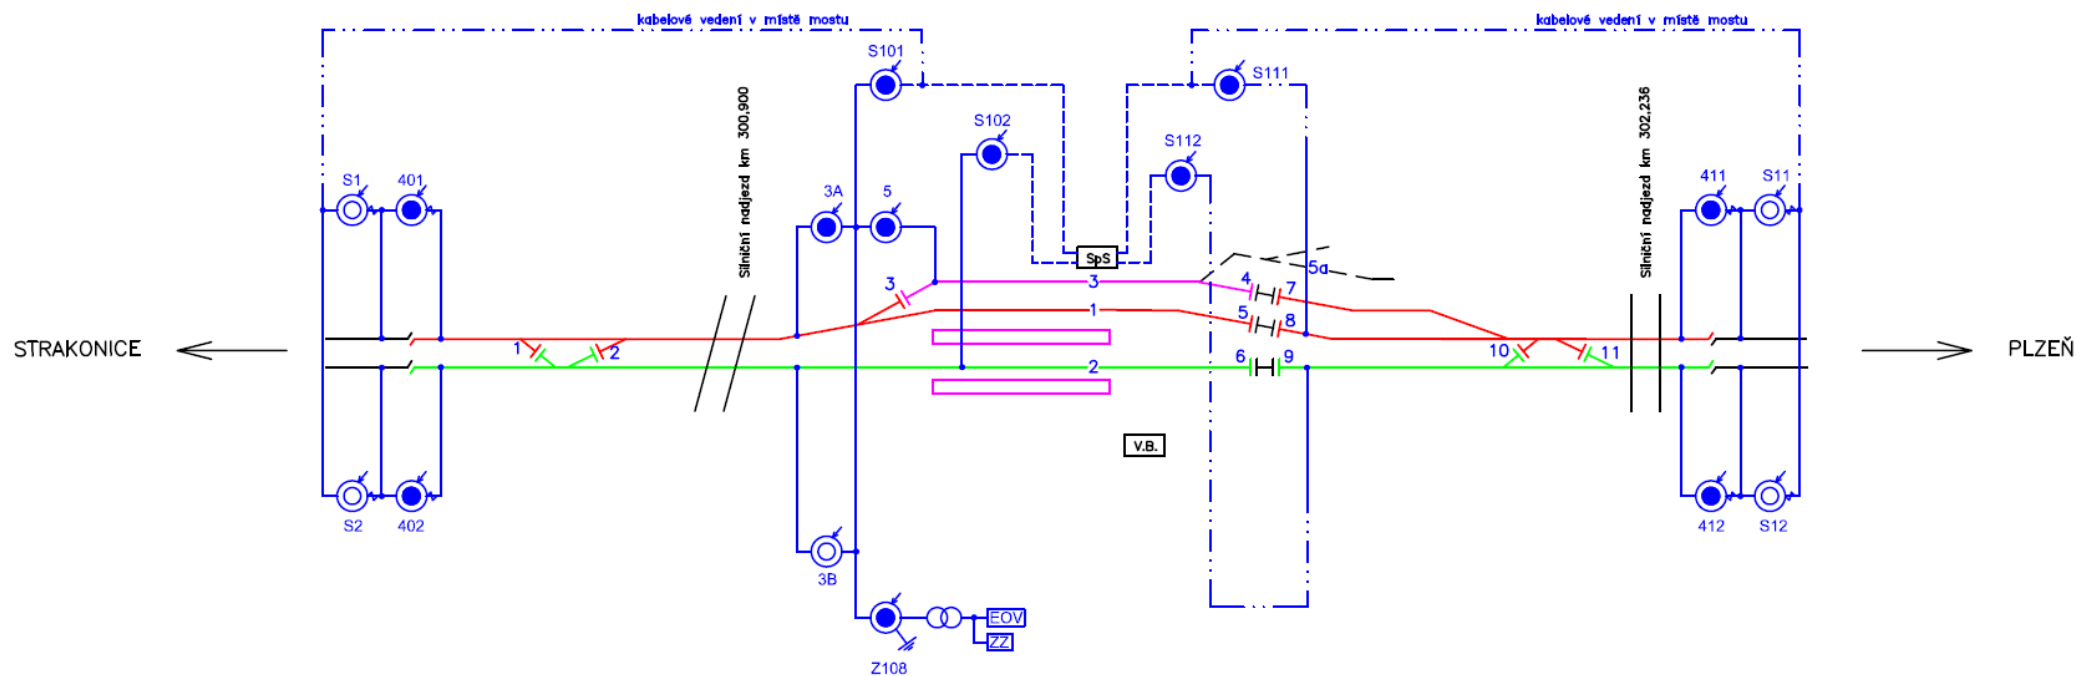 kabelové vedení v místě mostu
kabelové vedení v místě mostu
S101
S111
Silniční nadjezd km 300,900
Silniční nadjezd km 302,236
S102
S112
S1
401
3A
5
411
S11
SpS
5a
3
3
4
7
1
5
8
STRAKONICE
1
2
2
6
9
10
11
PLZEŇ
V.B.
S2
402
412
S12
3B
EOV
ZZ
Z108